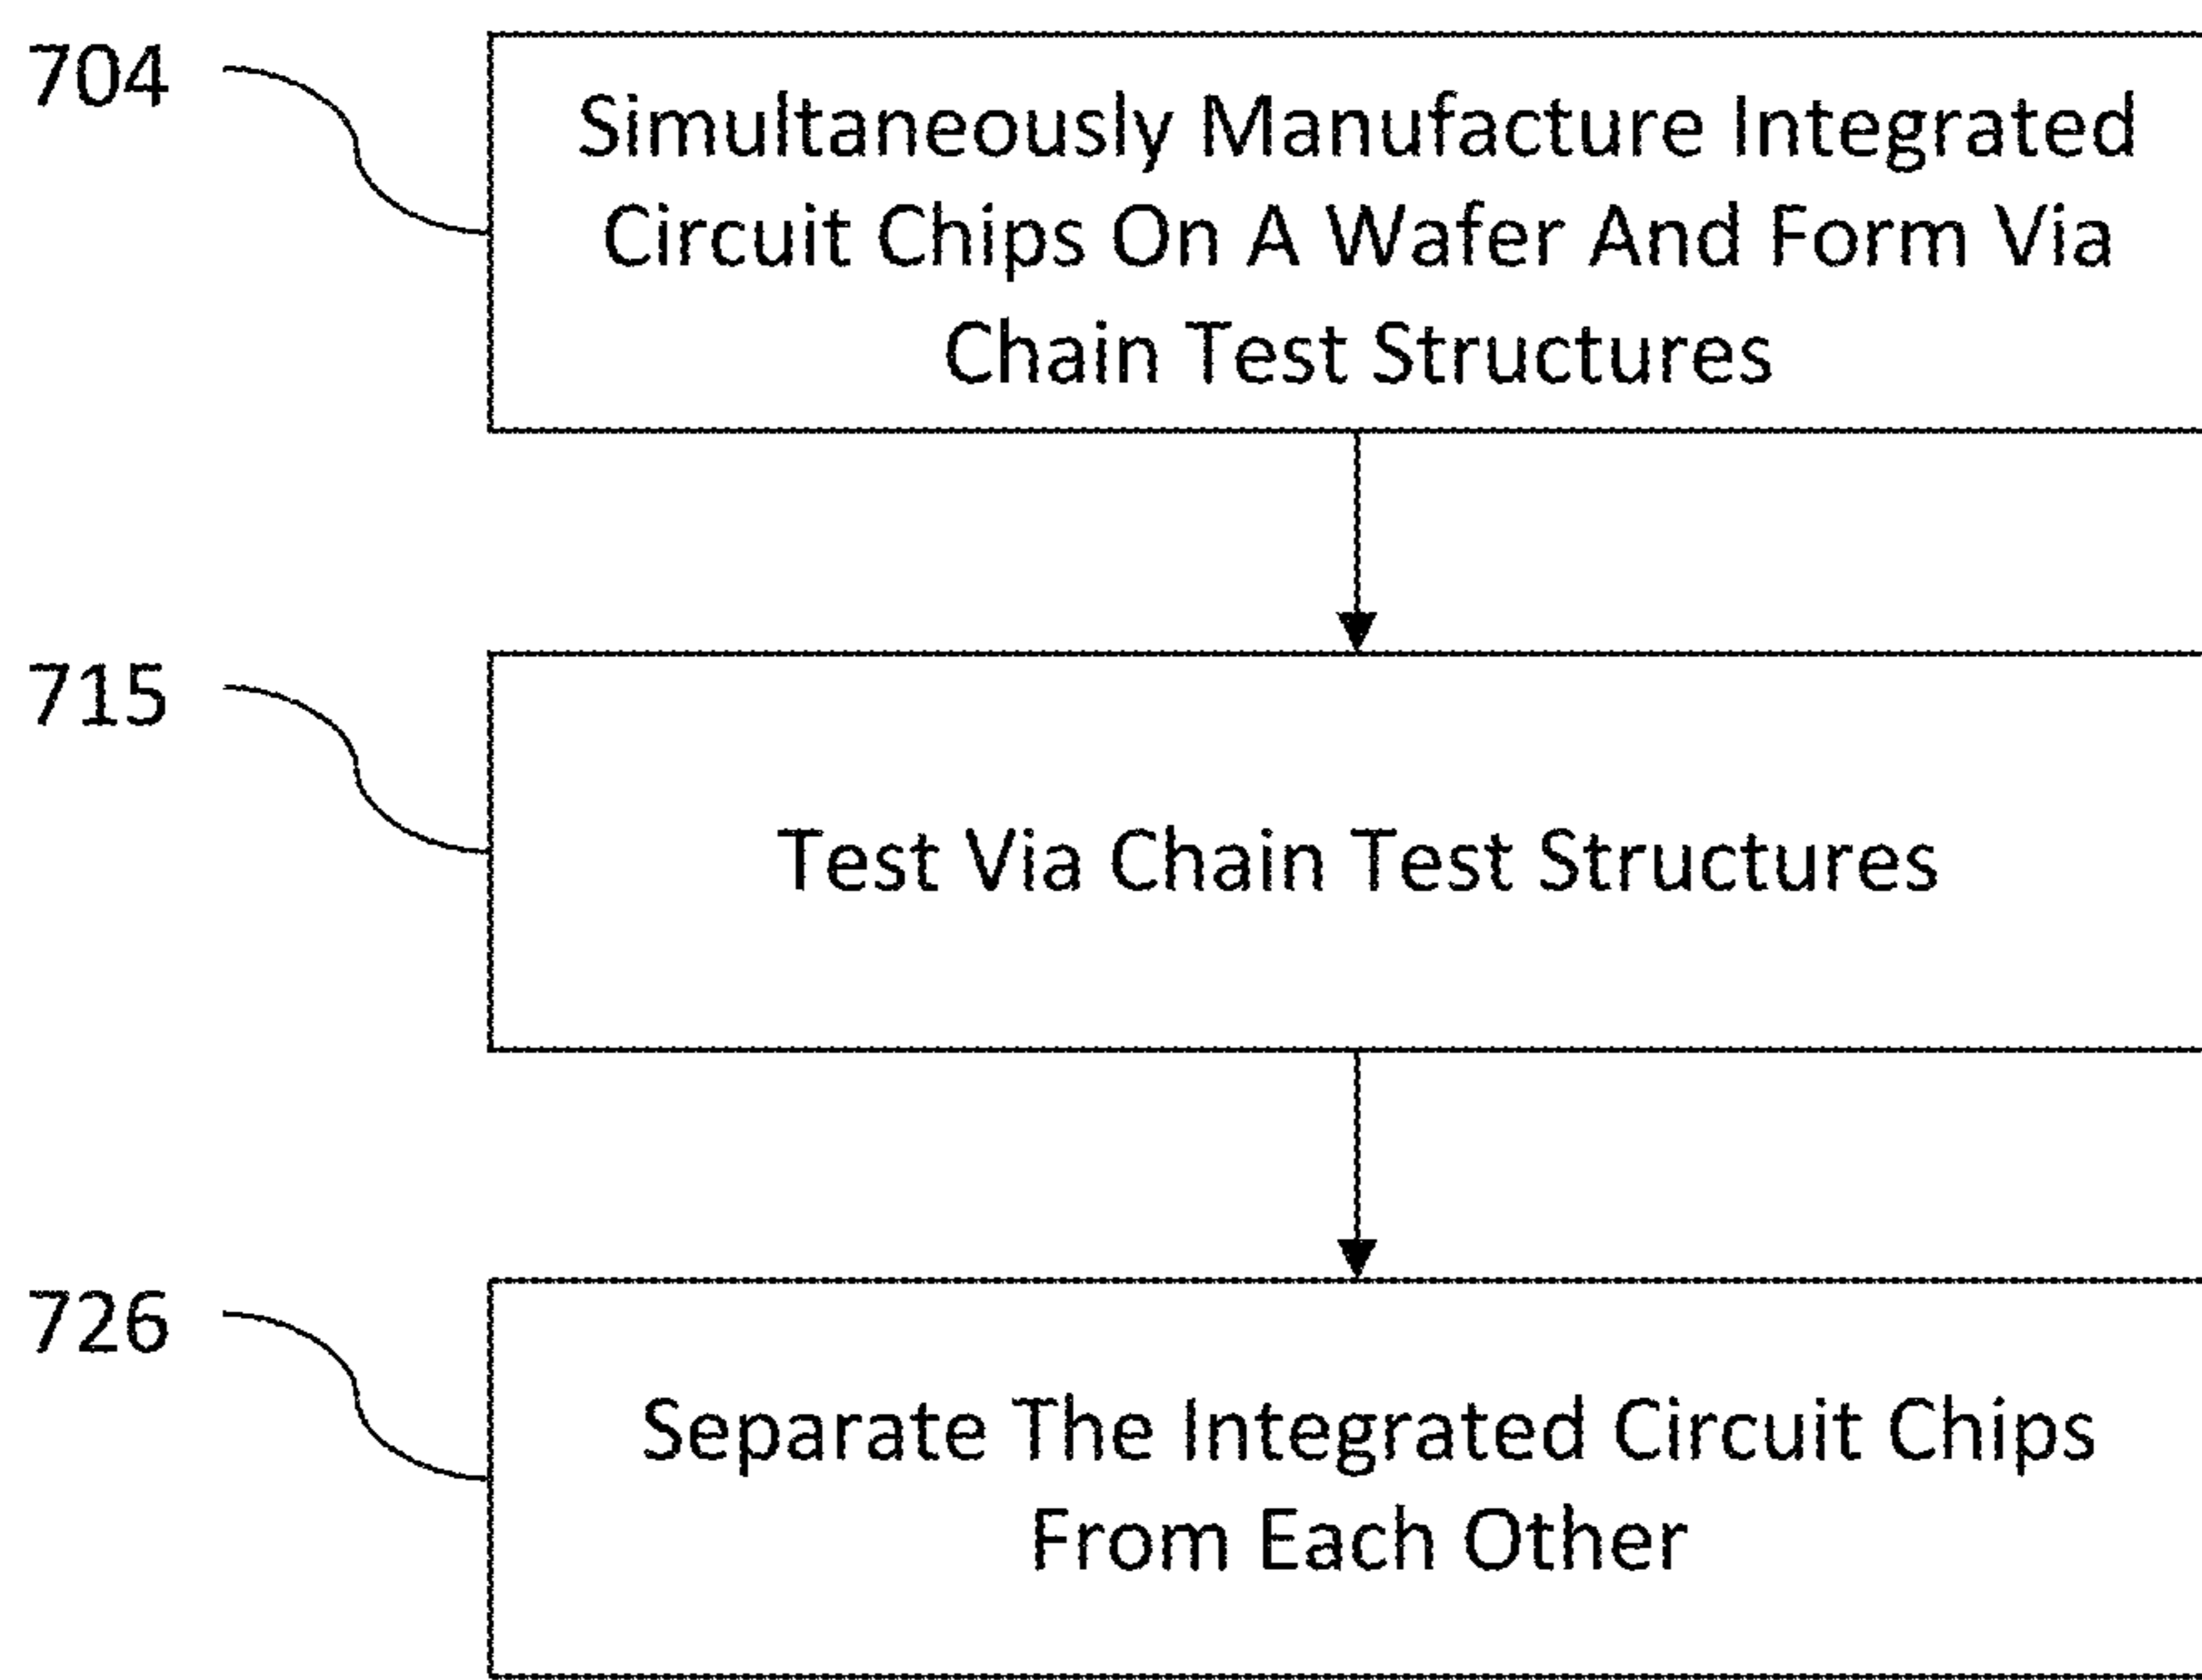 704
Simultaneously Manufacture Integrated
Circuit Chips On A Wafer And Form Via
Chain Test Structures
715
Test Via Chain Test Structures
726
Separate The Integrated Circuit Chips
From Each Other